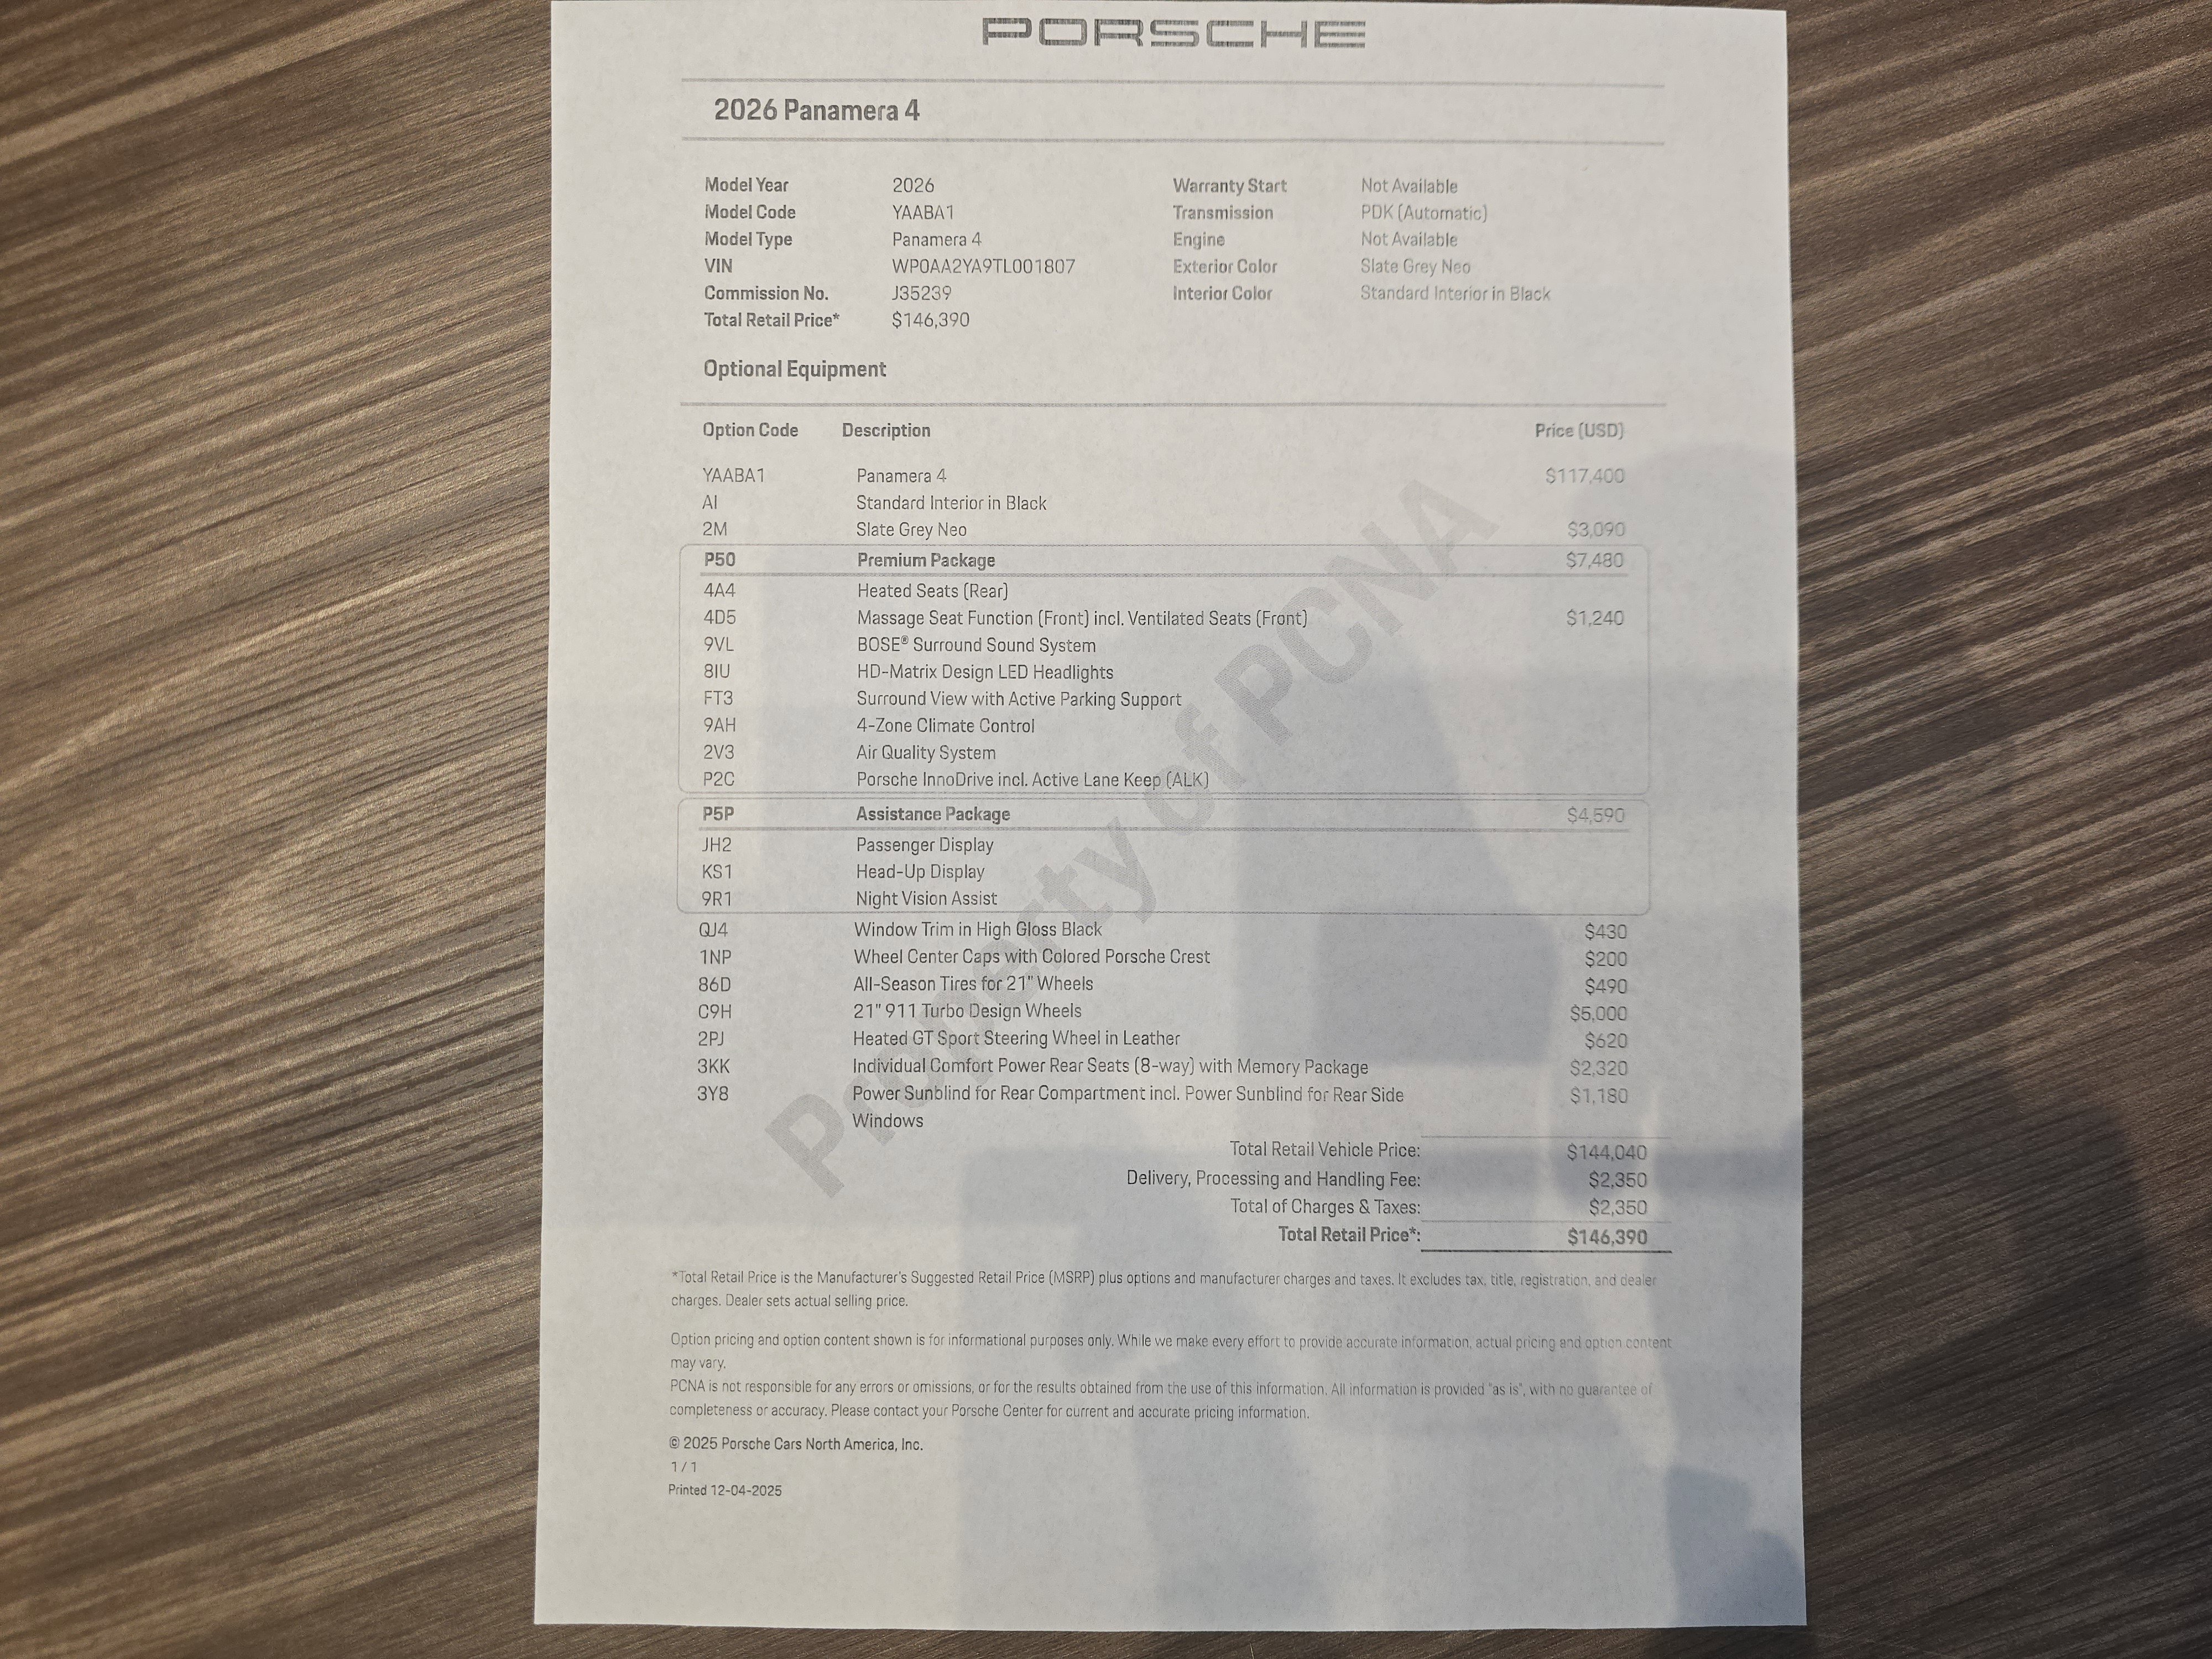 PORSCHE
2026 Panamera 4
Model Year 2026 Warranty Start Not Available
Model Code YAABA1 Transmission PDK (Automatic)
Model Type Panamera 4 Engine Not Available
VIN WP0AA2YA9TL001807 Exterior Color Slate Grey Neo
Commission No. J35239 Interior Color Standard Interior in Black
Total Retail Price* $146,390
Optional Equipment
Option Code Description Price (USD)
YAABA1 Panamera 4 $117,400
AI Standard Interior in Black
2M Slate Grey Neo $3,090
P50 Premium Package $7,480
4A4 Heated Seats (Rear)
4D5 Massage Seat Function (Front) incl. Ventilated Seats (Front) $1,240
9VL BOSE® Surround Sound System
8IU HD-Matrix Design LED Headlights
FT3 Surround View with Active Parking Support
9AH 4-Zone Climate Control
2V3 Air Quality System
P2C Porsche InnoDrive incl. Active Lane Keep (ALK)
P5P Assistance Package $4,590
JH2 Passenger Display
KS1 Head-Up Display
9R1 Night Vision Assist
QJ4 Window Trim in High Gloss Black $430
1NP Wheel Center Caps with Colored Porsche Crest $200
86D All-Season Tires for 21" Wheels $490
C9H 21" 911 Turbo Design Wheels $5,000
2PJ Heated GT Sport Steering Wheel in Leather $620
3KK Individual Comfort Power Rear Seats (8-way) with Memory Package $2,320
3Y8 Power Sunblind for Rear Compartment incl. Power Sunblind for Rear Side $1,180
Windows
Total Retail Vehicle Price: $144,040
Delivery, Processing and Handling Fee: $2,350
Total of Charges & Taxes: $2,350
Total Retail Price*: $146,390
*Total Retail Price is the Manufacturer's Suggested Retail Price (MSRP) plus options and manufacturer charges and taxes. It excludes tax, title, registration, and dealer
charges. Dealer sets actual selling price.
Option pricing and option content shown is for informational purposes only. While we make every effort to provide accurate information, actual pricing and option content
may vary.
PCNA is not responsible for any errors or omissions, or for the results obtained from the use of this information. All information is provided "as is", with no guarantee of
completeness or accuracy. Please contact your Porsche Center for current and accurate pricing information.
© 2025 Porsche Cars North America, Inc.
1 / 1
Printed 12-04-2025
Property of PCNA